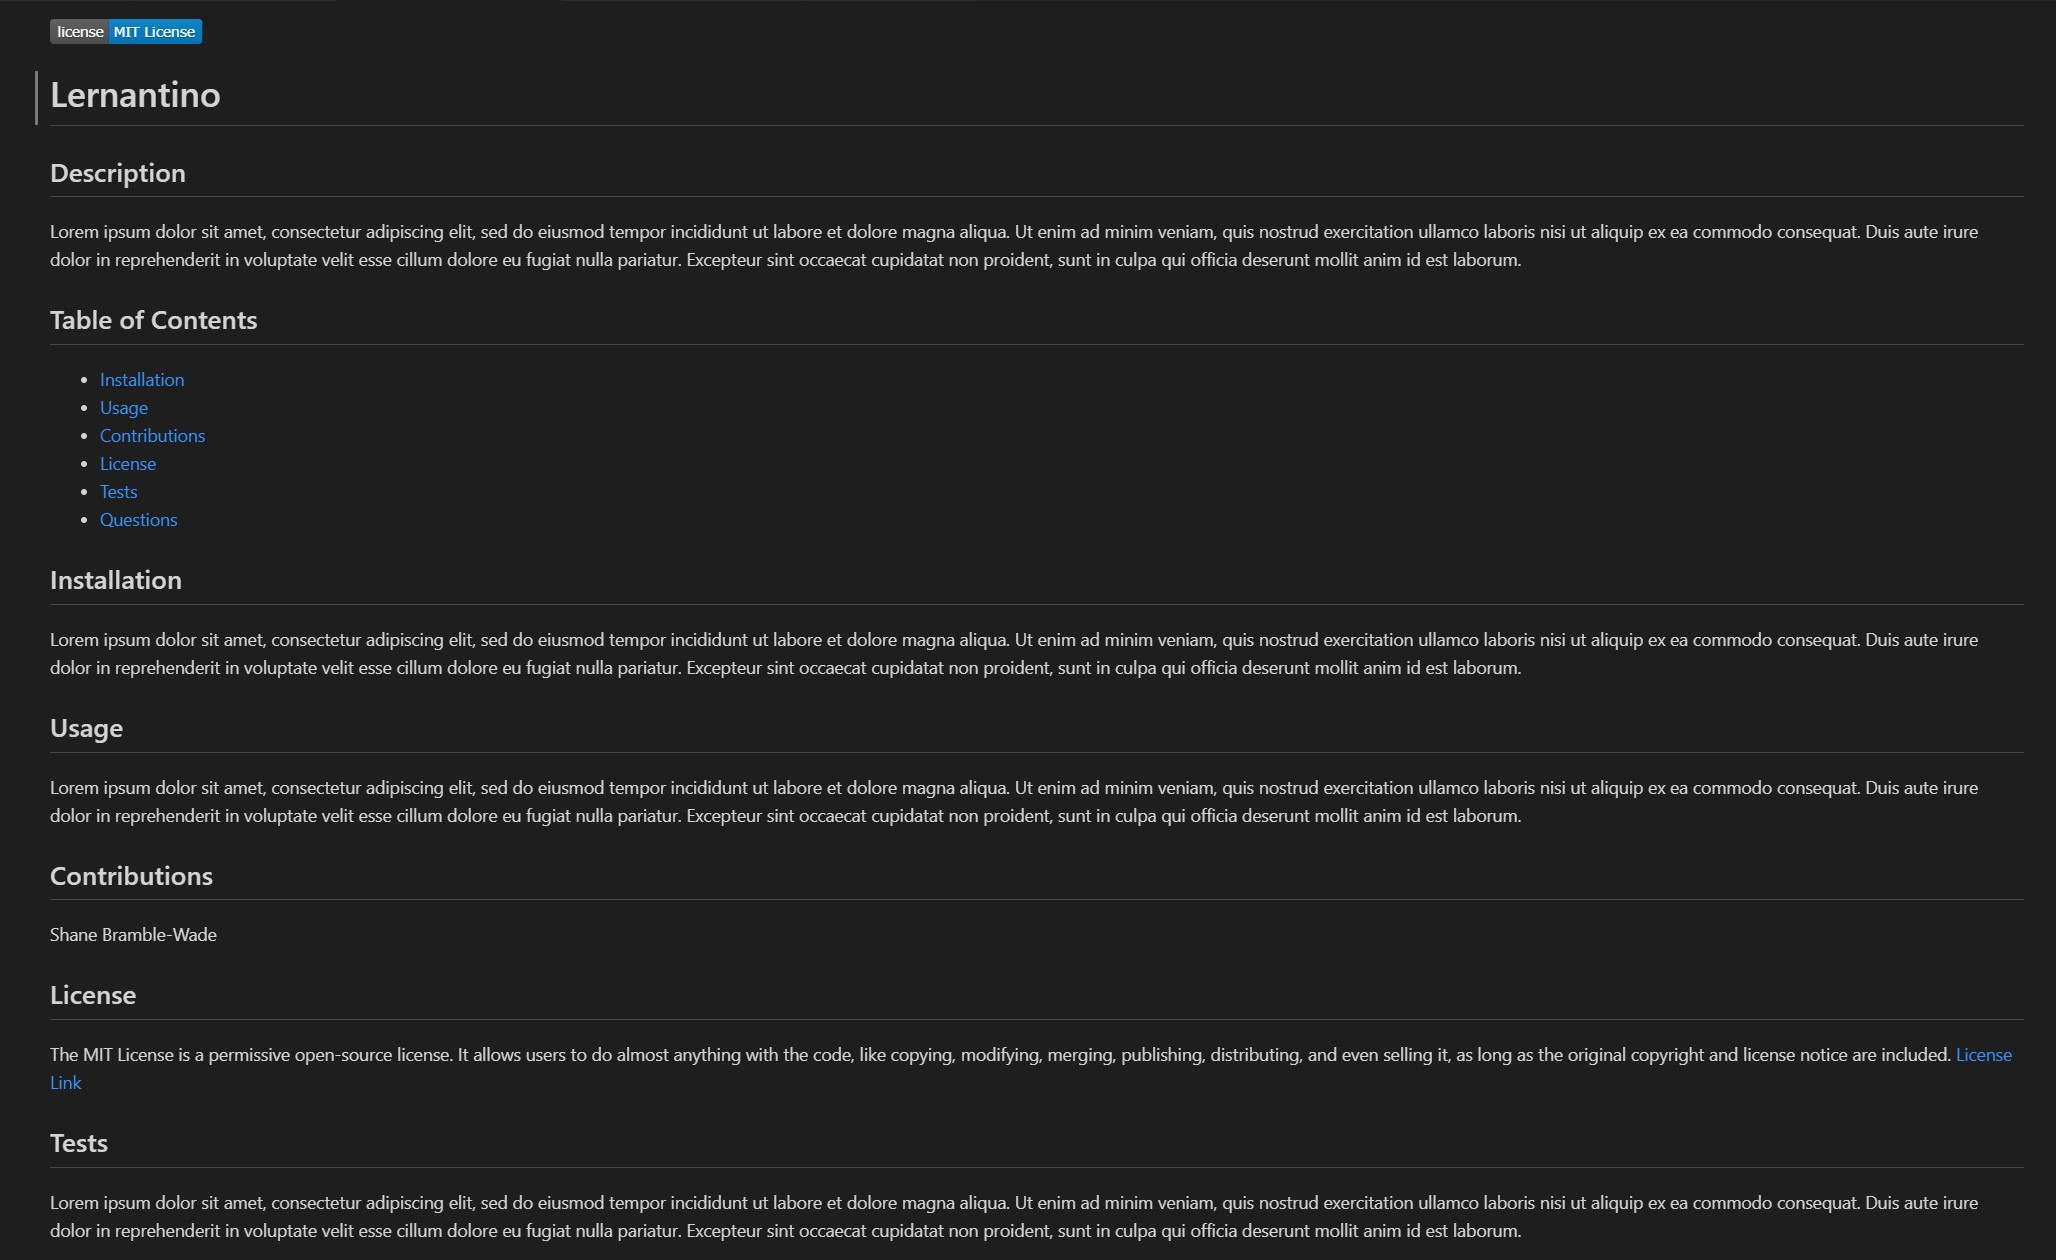 license MIT License
Lernantino
Description
Lorem ipsum dolor sit amet, consectetur adipiscing elit, sed do eiusmod tempor incididunt ut labore et dolore magna aliqua. Ut enim ad minim veniam, quis nostrud exercitation ullamco laboris nisi ut aliquip ex ea commodo consequat. Duis aute irure
dolor in reprehenderit in voluptate velit esse cillum dolore eu fugiat nulla pariatur. Excepteur sint occaecat cupidatat non proident, sunt in culpa qui officia deserunt mollit anim id est laborum.
Table of Contents
• Installation
• Usage
• Contributions
• License
• Tests
• Questions
Installation
Lorem ipsum dolor sit amet, consectetur adipiscing elit, sed do eiusmod tempor incididunt ut labore et dolore magna aliqua. Ut enim ad minim veniam, quis nostrud exercitation ullamco laboris nisi ut aliquip ex ea commodo consequat. Duis aute irure
dolor in reprehenderit in voluptate velit esse cillum dolore eu fugiat nulla pariatur. Excepteur sint occaecat cupidatat non proident, sunt in culpa qui officia deserunt mollit anim id est laborum.
Usage
Lorem ipsum dolor sit amet, consectetur adipiscing elit, sed do eiusmod tempor incididunt ut labore et dolore magna aliqua. Ut enim ad minim veniam, quis nostrud exercitation ullamco laboris nisi ut aliquip ex ea commodo consequat. Duis aute irure
dolor in reprehenderit in voluptate velit esse cillum dolore eu fugiat nulla pariatur. Excepteur sint occaecat cupidatat non proident, sunt in culpa qui officia deserunt mollit anim id est laborum.
Contributions
Shane Bramble-Wade
License
The MIT License is a permissive open-source license. It allows users to do almost anything with the code, like copying, modifying, merging, publishing, distributing, and even selling it, as long as the original copyright and license notice are included. License
Link
Tests
Lorem ipsum dolor sit amet, consectetur adipiscing elit, sed do eiusmod tempor incididunt ut labore et dolore magna aliqua. Ut enim ad minim veniam, quis nostrud exercitation ullamco laboris nisi ut aliquip ex ea commodo consequat. Duis aute irure
dolor in reprehenderit in voluptate velit esse cillum dolore eu fugiat nulla pariatur. Excepteur sint occaecat cupidatat non proident, sunt in culpa qui officia deserunt mollit anim id est laborum.